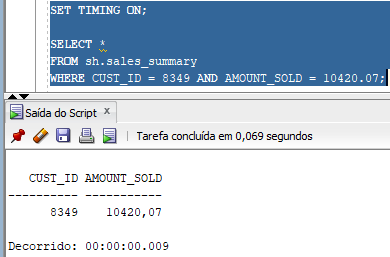 SET TIMING ON;
SELECT *
FROM sh.sales_summary
WHERE CUST_ID = 8349 AND AMOUNT_SOLD = 10420.07;
Saída do Script x
Tarefa concluída em 0,069 segundos
CUST_ID AMOUNT_SOLD
---------- -----------
8349 10420,07
Decorrido: 00:00:00.009